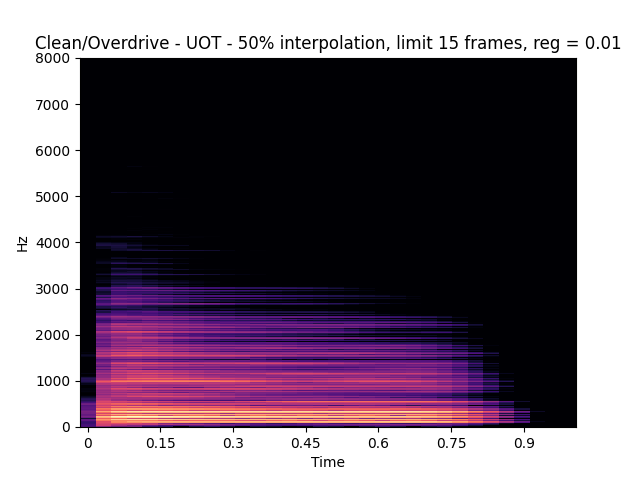 Clean/Overdrive - UOT - 50% interpolation, limit 15 frames, reg = 0.01
8000
7000
6000
5000
4000
3000
2000
1000
0
Hz
0 0.15 0.3 0.45 0.6 0.75 0.9
Time